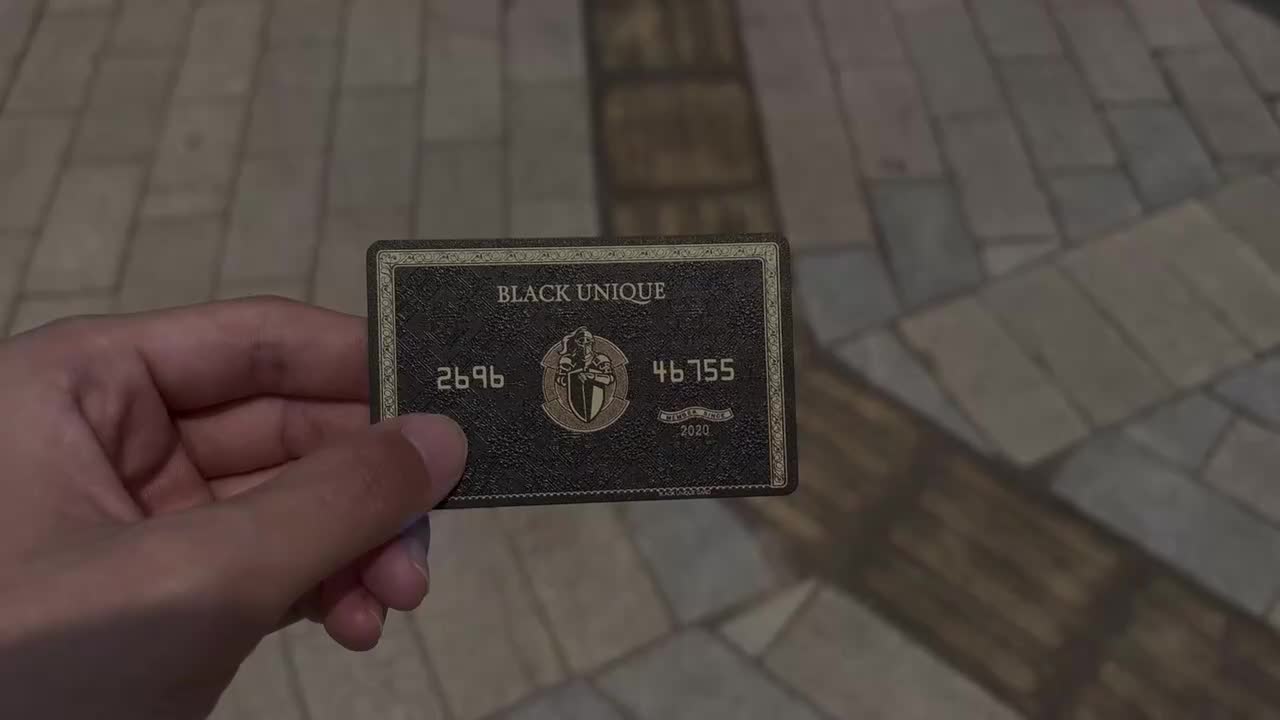 BLACK UNIQUE
2696 46755
MEMBER SINCE
2020